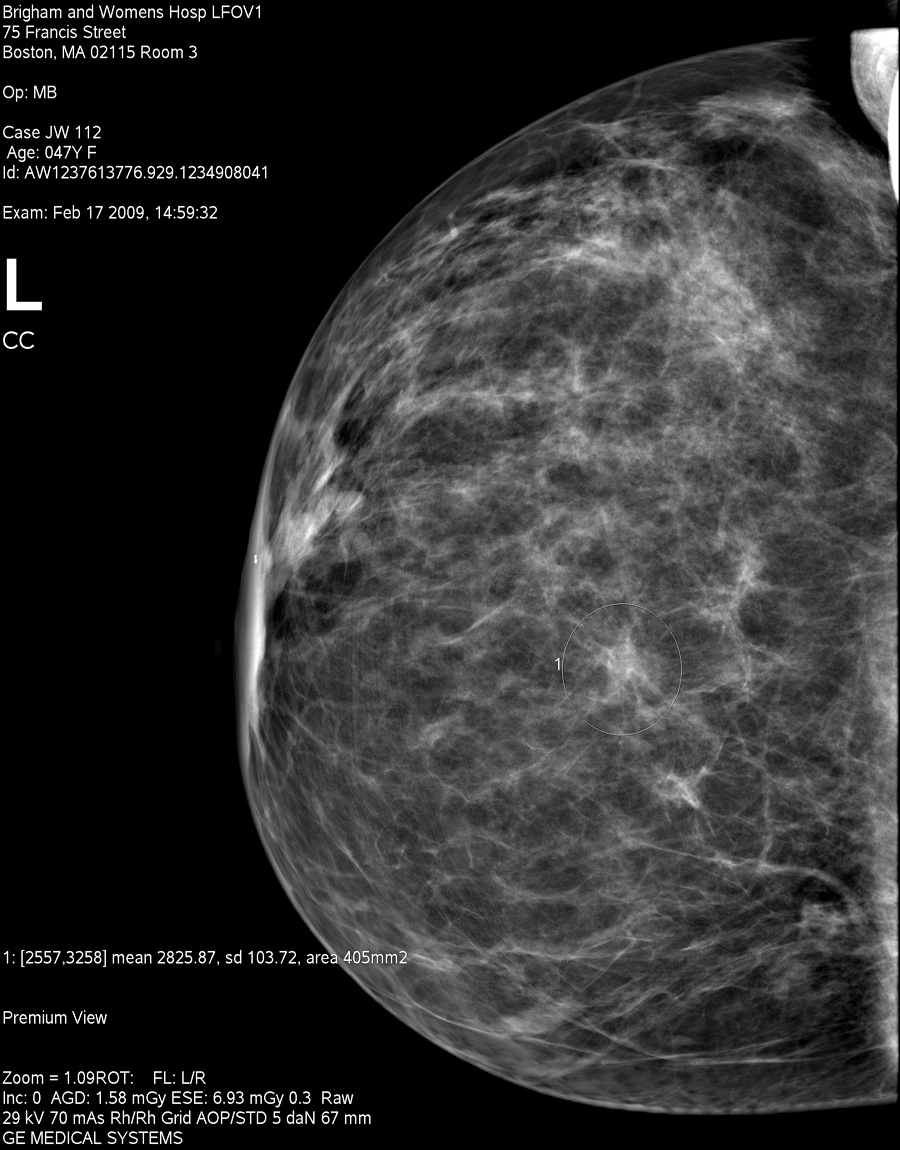 Brigham and Womens Hosp LFOV1
75 Francis Street
Boston, MA 02115 Room 3
Op: MB
Case JW 112
Age: 047Y F
Id: AW1237613776.929.1234908041
Exam: Feb 17 2009, 14:59:32
L
CC
1
1: [2557,3258] mean 2825.87, sd 103.72, area 405mm2
Premium View
Zoom = 1.09ROT: FL: L/R
Inc: 0 AGD: 1.58 mGy ESE: 6.93 mGy 0.3 Raw
29 kV 70 mAs Rh/Rh Grid AOP/STD 5 daN 67 mm
GE MEDICAL SYSTEMS